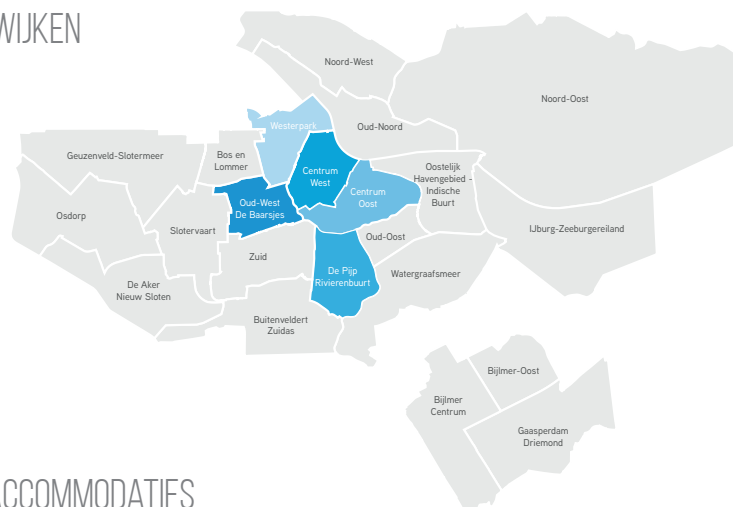 WIJKEN
Noord-West
Noord-Oost
Westerpark
Oud-Noord
Geuzenveld-Slotermeer
Bos en
Lommer
Centrum
West
Oostelijk
Havengebied -
Indische
Buurt
Centrum
Oost
Oud-West
De Baarsjes
Osdorp
Slotervaart
IJburg-Zeeburgereiland
Oud-Oost
Zuid
De Pijp
Rivierenbuurt
Watergraafsmeer
De Aker
Nieuw Sloten
Buitenveldert
Zuidas
Bijlmer-Oost
Bijlmer
Centrum
Gaasperdam
Driemond
ACCOMMODATIES